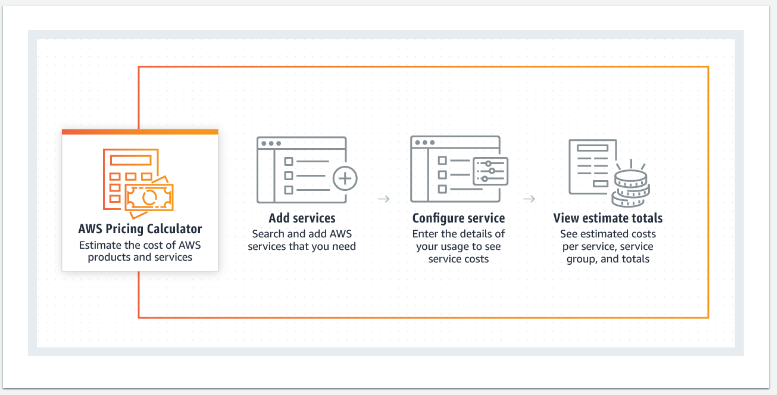 AWS Pricing Calculator
Estimate the cost of AWS
products and services
Add services
Search and add AWS
services that you need
Configure service
Enter the details of
your usage to see
service costs
View estimate totals
See estimated costs
per service, service
group, and totals